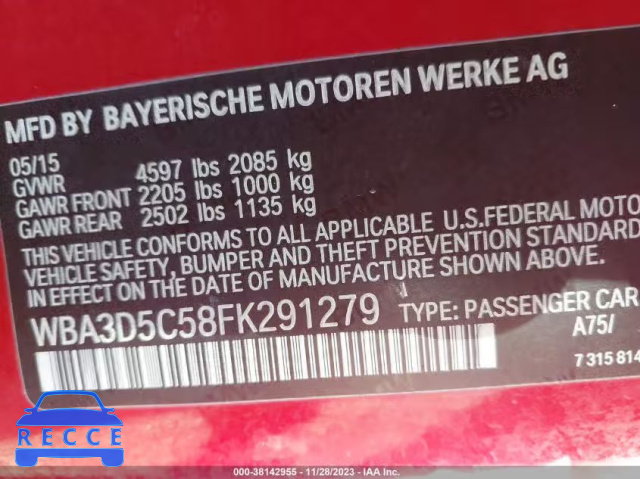 MFD BY BAYERISCHE MOTOREN WERKE AG
05/15
GVWR 4597 lbs 2085 kg
GAWR FRONT 2205 lbs 1000 kg
GAWR REAR 2502 lbs 1135 kg
THIS VEHICLE CONFORMS TO ALL APPLICABLE U.S.FEDERAL MOTO
VEHICLE SAFETY, BUMPER AND THEFT PREVENTION STANDARD
IN EFFECT ON THE DATE OF MANUFACTURE SHOWN ABOVE.
WBA3D5C58FK291279 TYPE: PASSENGER CAR
A75/
7 315 814
RECCE
000-38142955 - 11/28/2023 - IAA Inc.